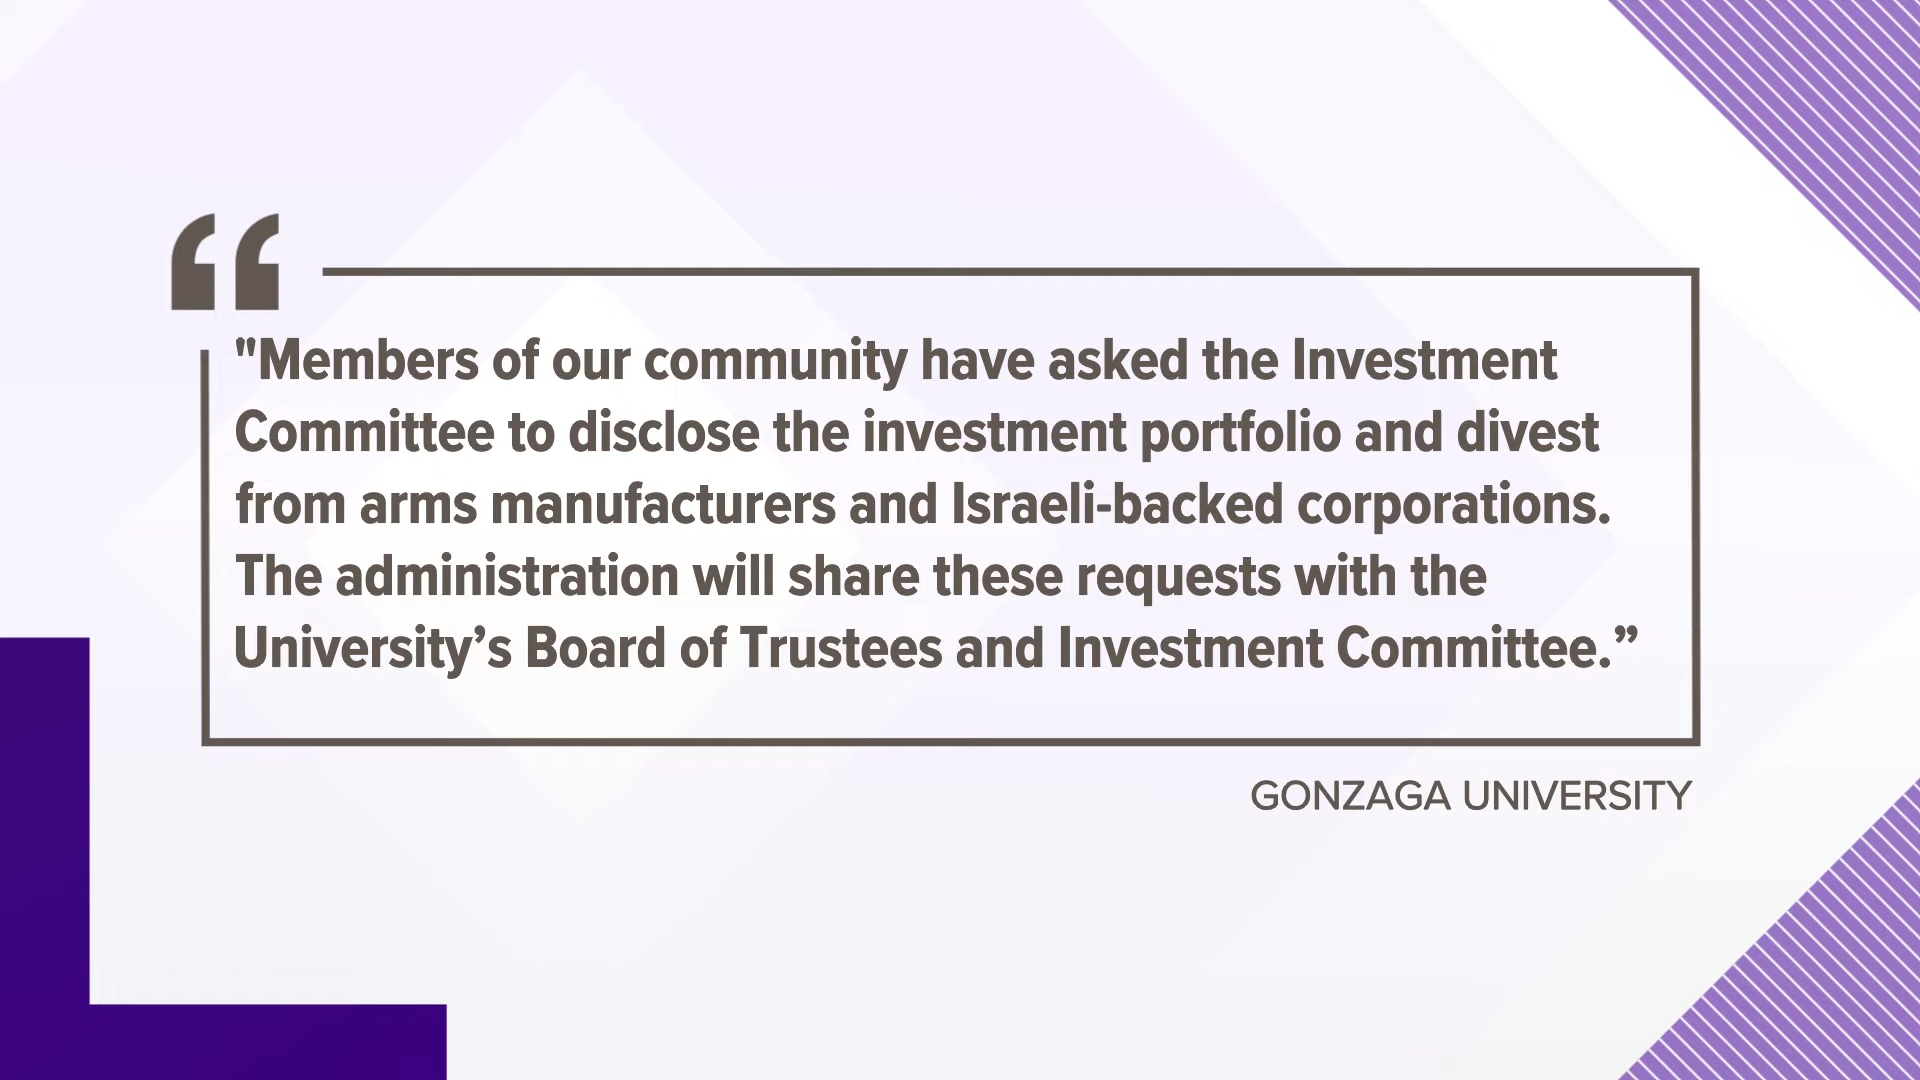 "Members of our community have asked the Investment
Committee to disclose the investment portfolio and divest
from arms manufacturers and Israeli-backed corporations.
The administration will share these requests with the
University’s Board of Trustees and Investment Committee.”
GONZAGA UNIVERSITY